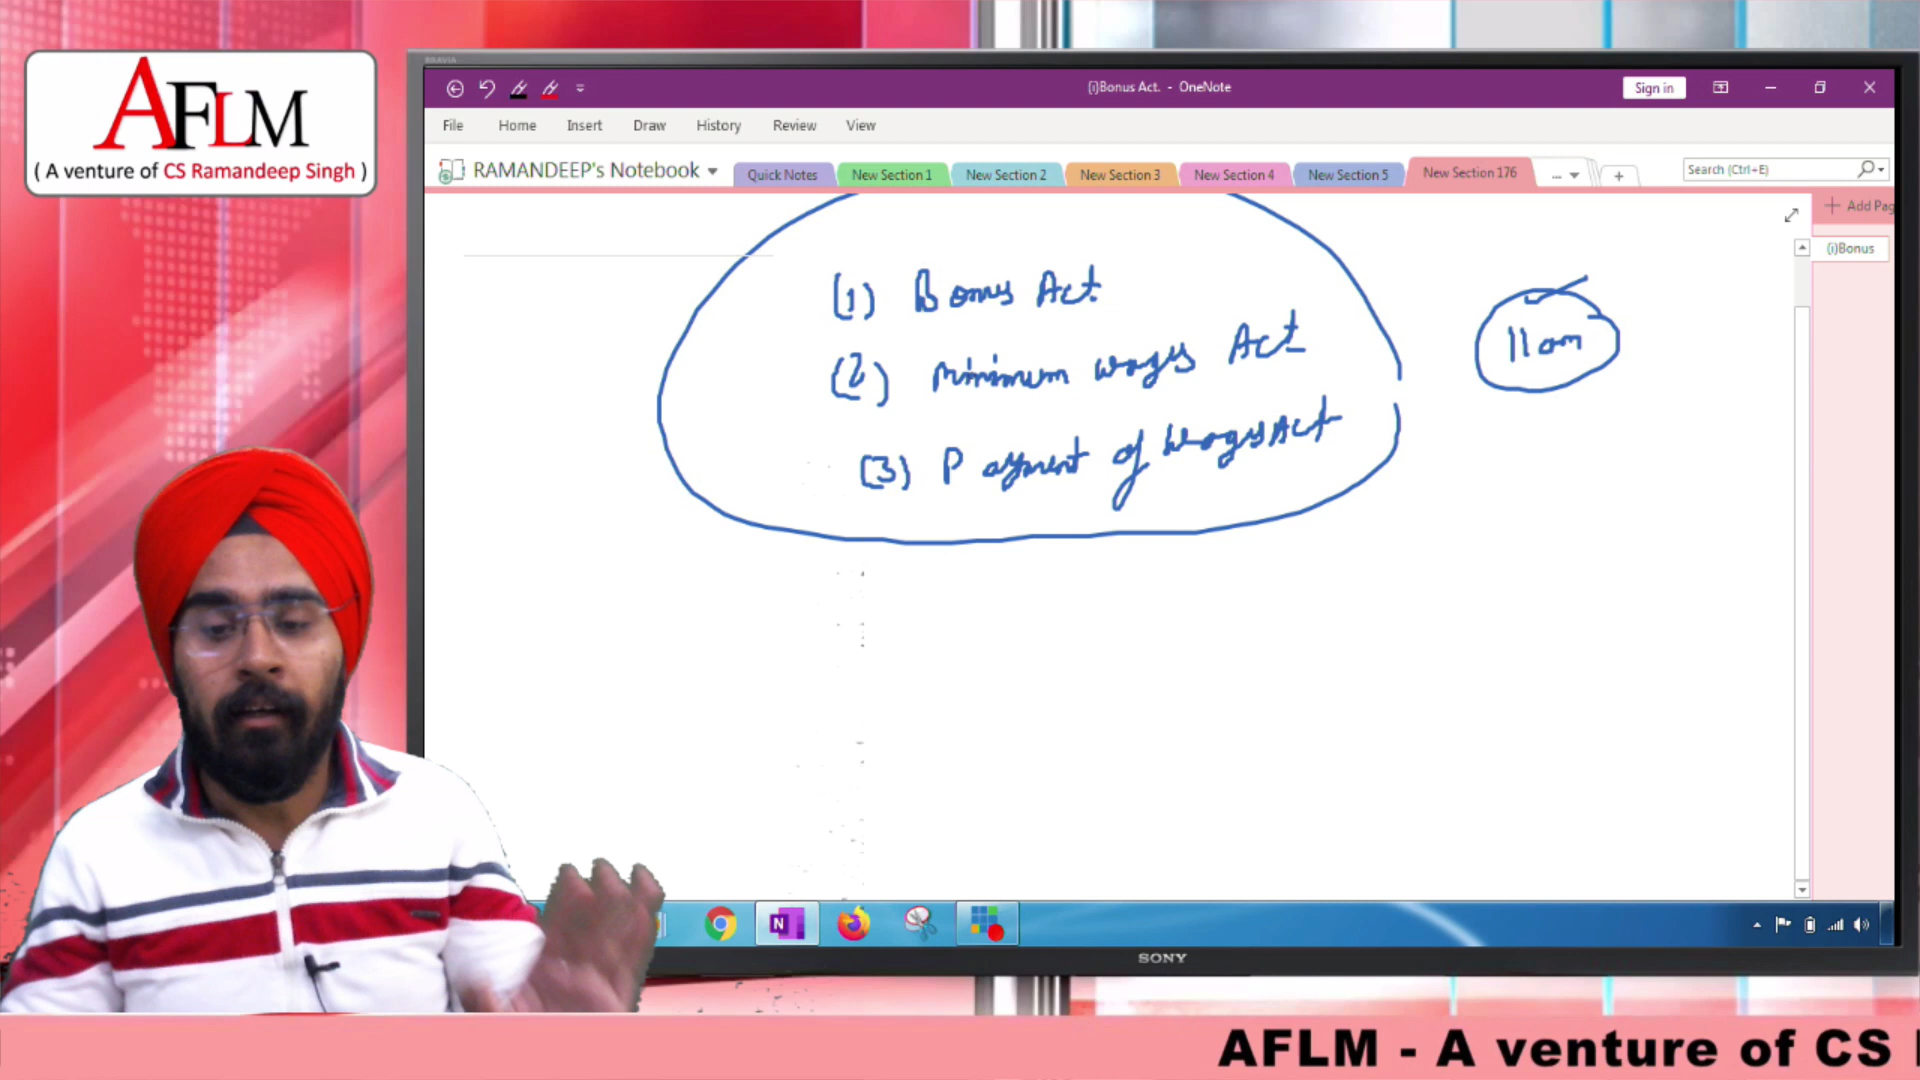 AFLM
( A venture of CS Ramandeep Singh )
BRAVIA
(i)Bonus Act. - OneNote
Sign in
File Home Insert Draw History Review View
RAMANDEEP's Notebook
Quick Notes New Section 1 New Section 2 New Section 3 New Section 4 New Section 5 New Section 176 ...
Search (Ctrl+E)
Add Pag
(i)Bonus
(1) Bonus Act
(2) Minimum wages Act
(3) Payment of wages Act
11 am
N
SONY
AFLM - A venture of CS